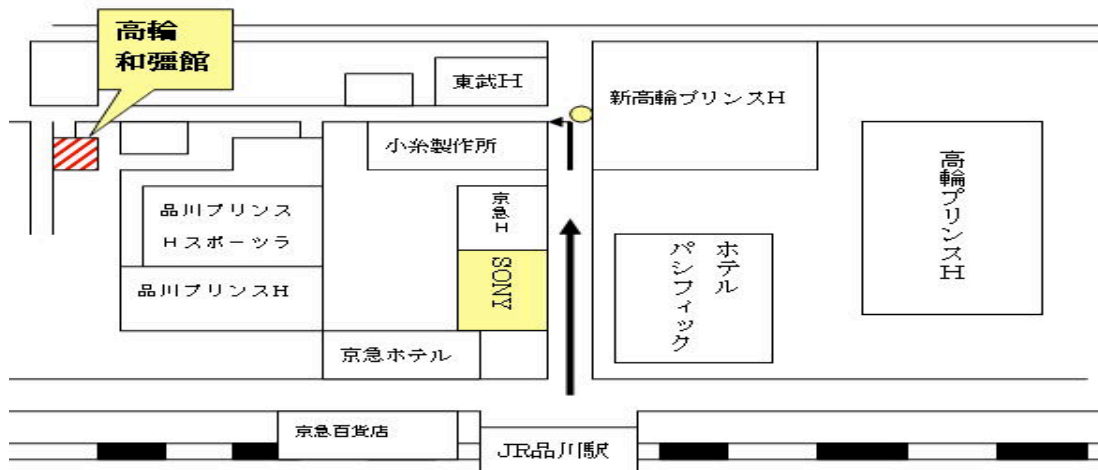 高輪
和彊館
東武H
新高輪プリンスH
小糸製作所
高輪プリンスH
品川プリンス
Hスポーツラ
京急H
ホテル
パシフィック
SONY
品川プリンスH
京急ホテル
京急百貨店
JR品川駅